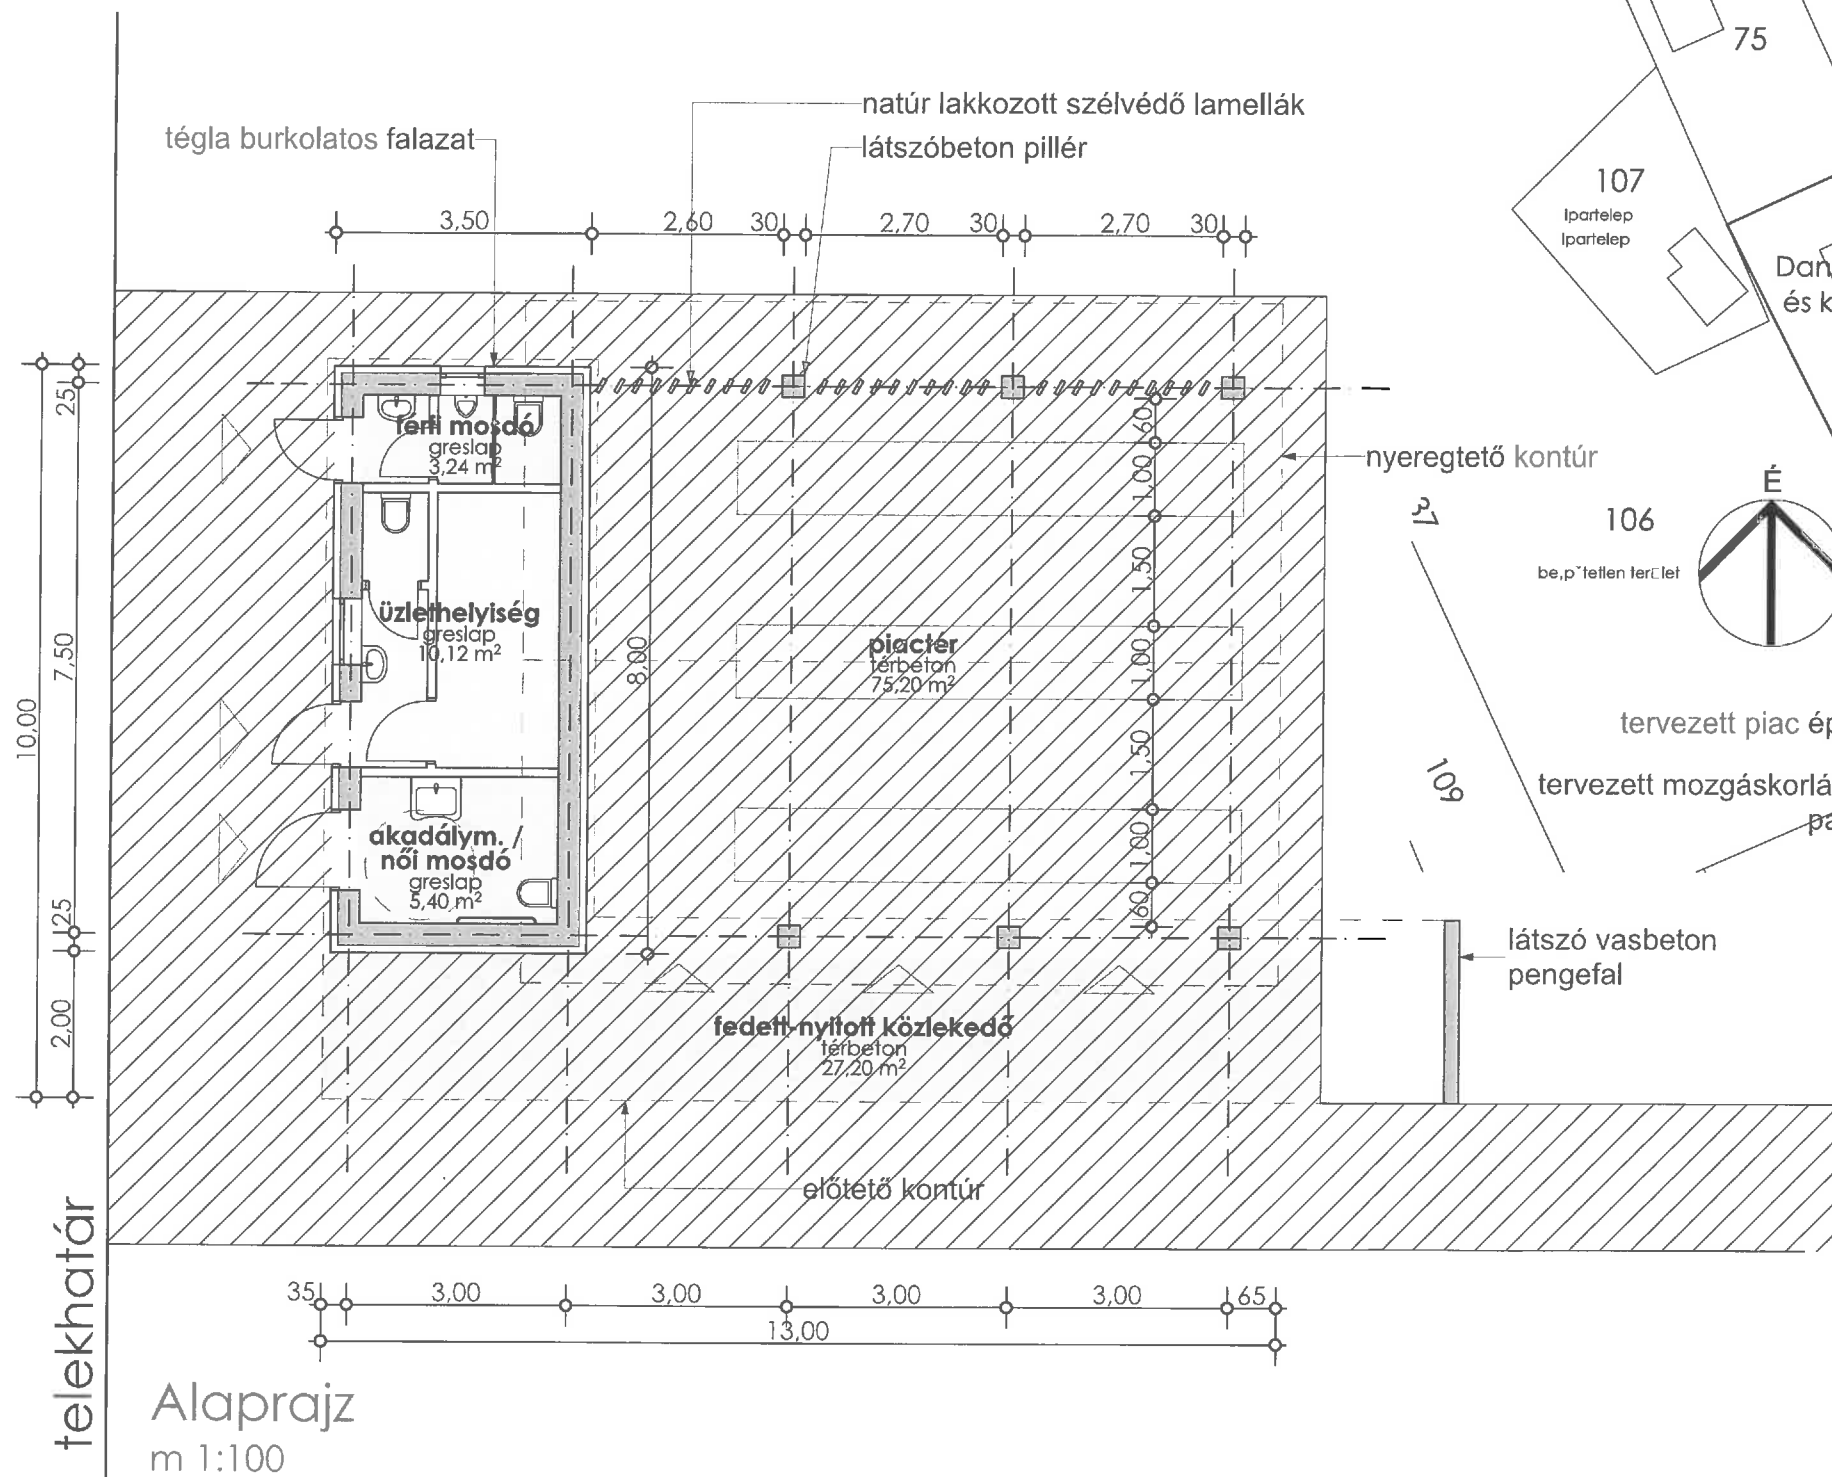 75
natúr lakkozott szélvédő lamellák
tégla burkolatos falazat
látszóbeton pillér
107
Ipartelep
Ipartelep
3,50
2,60
30
2,70
30
2,70
30
Dan
és k
25
férfi mosdó
greslap
3,24 m²
60
1,00
nyeregtető kontúr
É
37
106
1,50
üzlethelyiség
greslap
10,12 m²
7,50
8,00
piactér
térbeton
75,20 m²
1,00
10,00
tervezett piac ép
1,50
109
tervezett mozgáskorlá
pa
akadálym. /
női mosdó
greslap
5,40 m²
1,00
25
60
látszó vasbeton
pengefal
2,00
fedett-nyitott közlekedő
térbeton
27,20 m²
előtető kontúr
telekhatár
35
3,00
3,00
3,00
3,00
65
13,00
Alaprajz
m 1:100